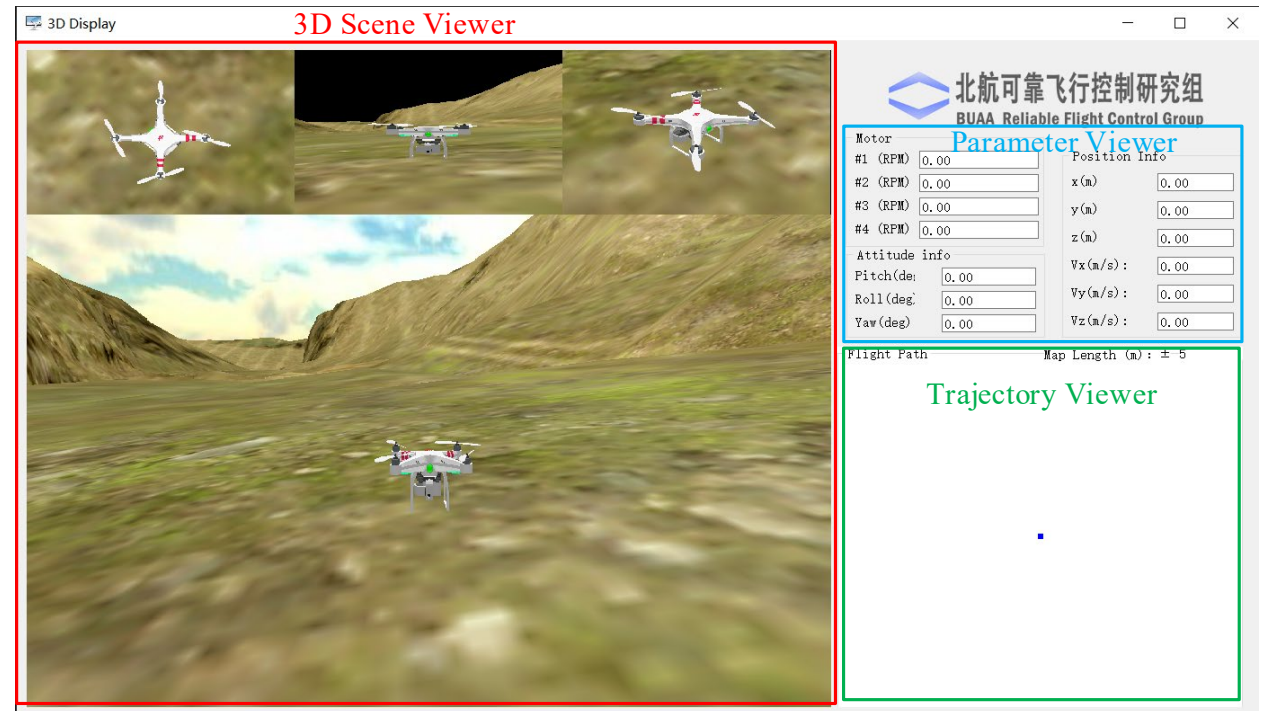 3D Display
3D Scene Viewer
北航可靠飞行控制研究组
BUAA Reliable Flight Control Group
Parameter Viewer
Motor
#1 (RPM) 0.00
#2 (RPM) 0.00
#3 (RPM) 0.00
#4 (RPM) 0.00
Attitude info
Pitch(de: 0.00
Roll(deg) 0.00
Yaw(deg) 0.00
Position Info
x(m) 0.00
y(m) 0.00
z(m) 0.00
Vx(m/s): 0.00
Vy(m/s): 0.00
Vz(m/s): 0.00
Flight Path Map Length (m): ± 5
Trajectory Viewer